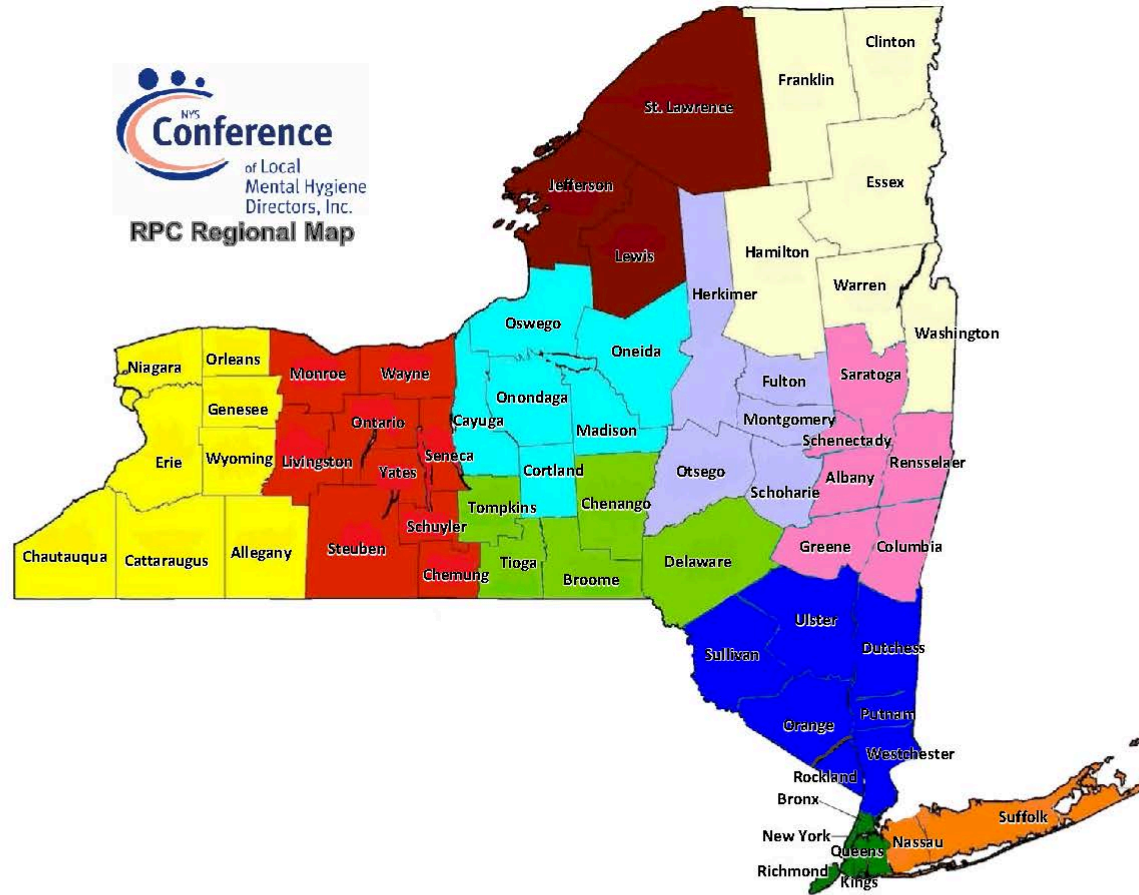 NYS
Conference
of Local
Mental Hygiene
Directors, Inc.
RPC Regional Map
Clinton
Franklin
St. Lawrence
Essex
Jefferson
Hamilton
Lewis
Warren
Herkimer
Washington
Oswego
Oneida
Niagara
Orleans
Monroe
Wayne
Saratoga
Fulton
Genesee
Onondaga
Ontario
Cayuga
Madison
Montgomery
Schenectady
Erie
Wyoming
Livingston
Seneca
Yates
Cortland
Otsego
Rensselaer
Albany
Schoharie
Tompkins
Chenango
Schuyler
Chautauqua
Cattaraugus
Allegany
Steuben
Chemung
Tioga
Broome
Delaware
Greene
Columbia
Ulster
Sullivan
Dutchess
Putnam
Orange
Westchester
Rockland
Bronx
Suffolk
New York
Nassau
Queens
Richmond
Kings